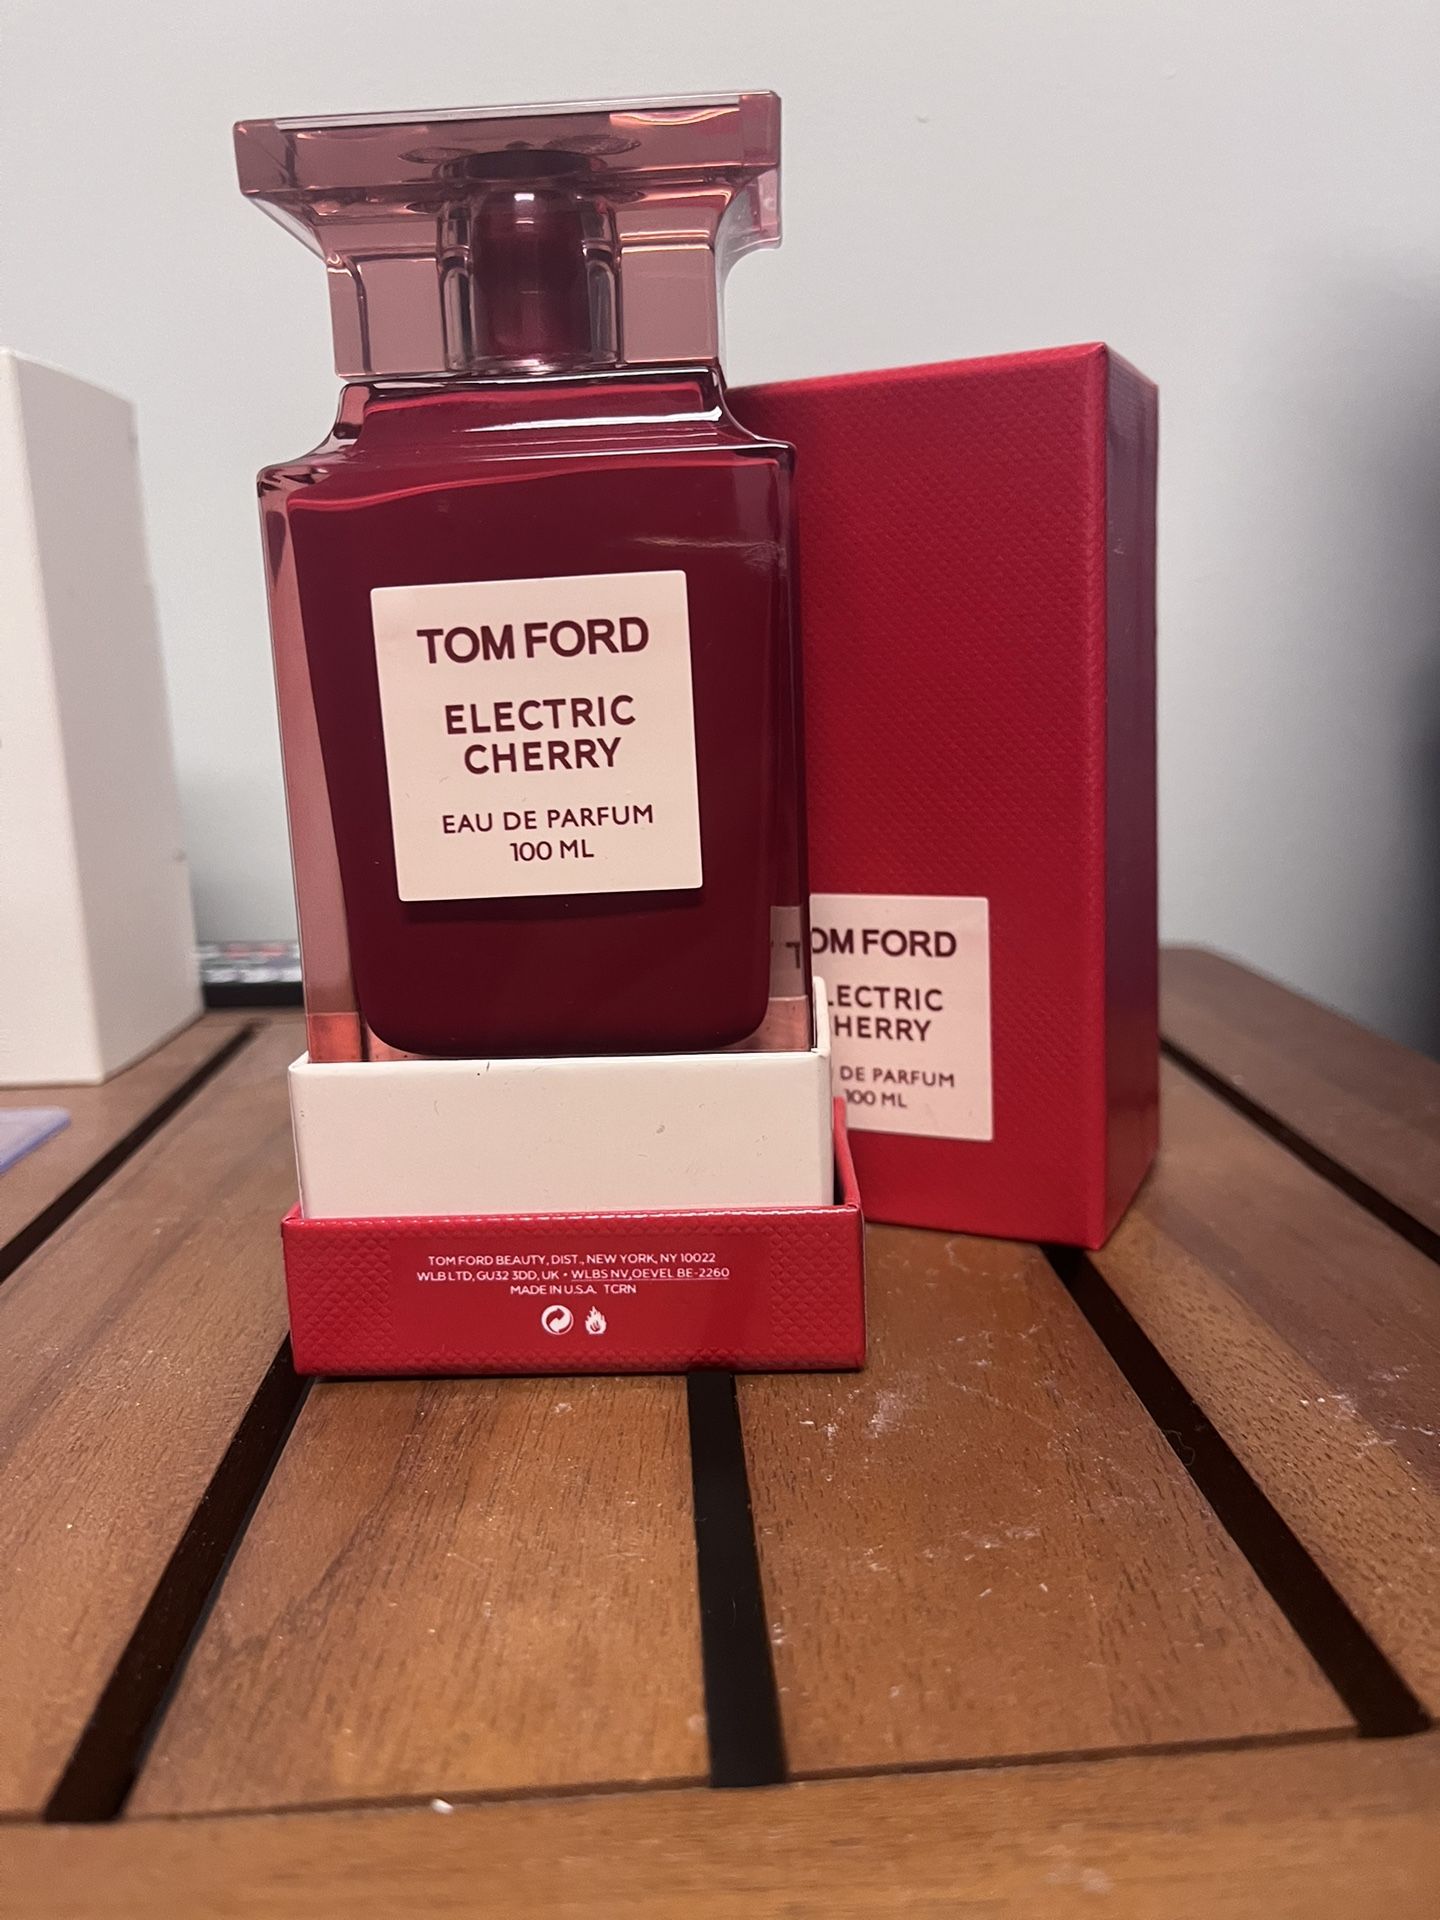 TOM FORD
ELECTRIC
CHERRY
EAU DE PARFUM
100 ML
OM FORD
LECTRIC
HERRY
DE PARFUM
100 ML
TOM FORD BEAUTY, DIST., NEW YORK, NY 10022
WLB LTD, GU32 3DD, UK • WLBS NV, OEVEL BE-2260
MADE IN U.S.A. TCRN